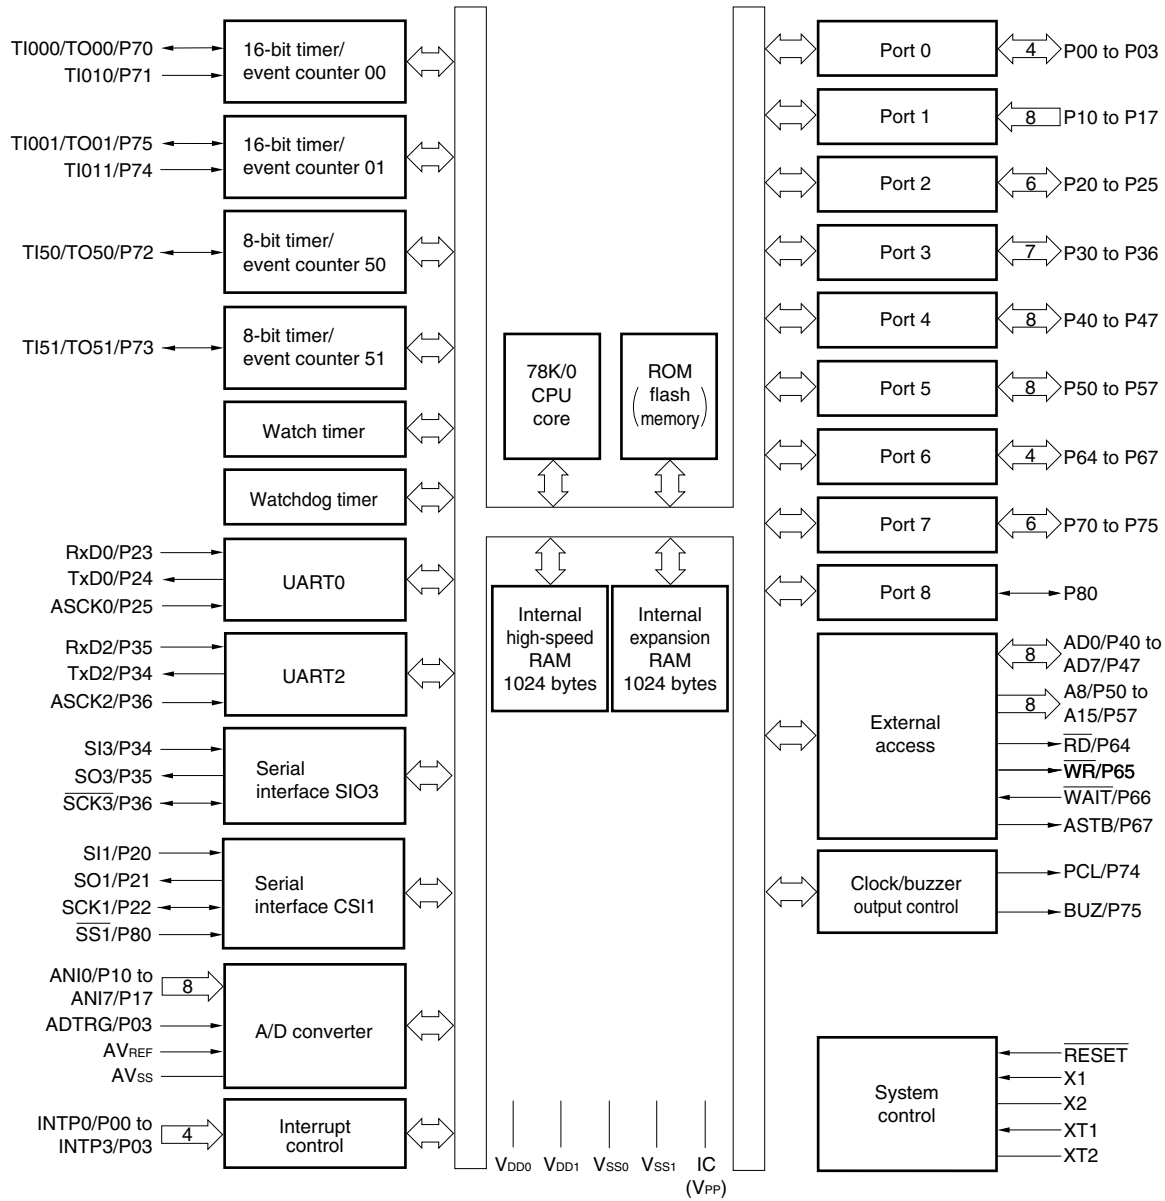 TI000/TO00/P70
TI010/P71
16-bit timer/
event counter 00
TI001/TO01/P75
TI011/P74
16-bit timer/
event counter 01
TI50/TO50/P72
8-bit timer/
event counter 50
TI51/TO51/P73
8-bit timer/
event counter 51
Watch timer
Watchdog timer
RxD0/P23
TxD0/P24
ASCK0/P25
UART0
RxD2/P35
TxD2/P34
ASCK2/P36
UART2
SI3/P34
SO3/P35
SCK3/P36
Serial
interface SIO3
SI1/P20
SO1/P21
SCK1/P22
SS1/P80
Serial
interface CSI1
ANI0/P10 to
ANI7/P17
8
ADTRG/P03
AVREF
AVSS
A/D converter
INTP0/P00 to
INTP3/P03
4
Interrupt
control
78K/0
CPU
core
ROM
(flash
memory)
Internal
high-speed
RAM
1024 bytes
Internal
expansion
RAM
1024 bytes
VDD0
VDD1
VSS0
VSS1
IC
(VPP)
Port 0
4
P00 to P03
Port 1
8
P10 to P17
Port 2
6
P20 to P25
Port 3
7
P30 to P36
Port 4
8
P40 to P47
Port 5
8
P50 to P57
Port 6
4
P64 to P67
Port 7
6
P70 to P75
Port 8
P80
External
access
8
AD0/P40 to
AD7/P47
8
A8/P50 to
A15/P57
RD/P64
WR/P65
WAIT/P66
ASTB/P67
Clock/buzzer
output control
PCL/P74
BUZ/P75
System
control
RESET
X1
X2
XT1
XT2